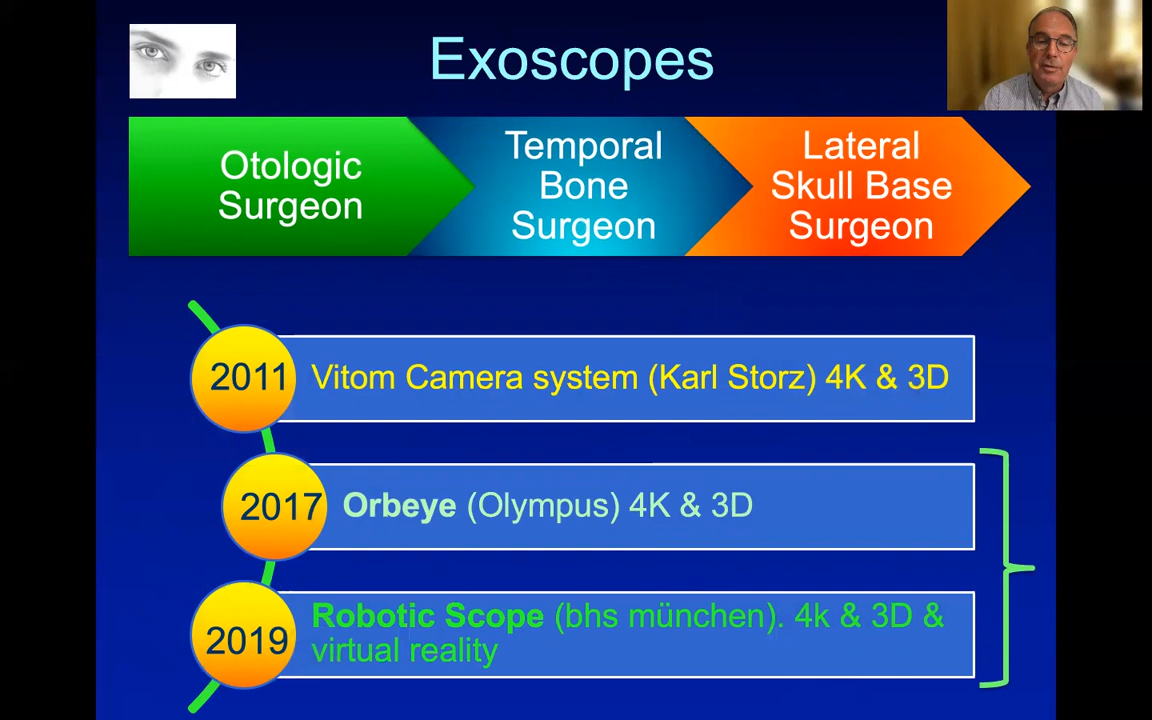 Exoscopes
Otologic
Surgeon
Temporal
Bone
Surgeon
Lateral
Skull Base
Surgeon
2011
Vitom Camera system (Karl Storz) 4K & 3D
2017
Orbeye (Olympus) 4K & 3D
2019
Robotic Scope (bhs münchen). 4k & 3D &
virtual reality